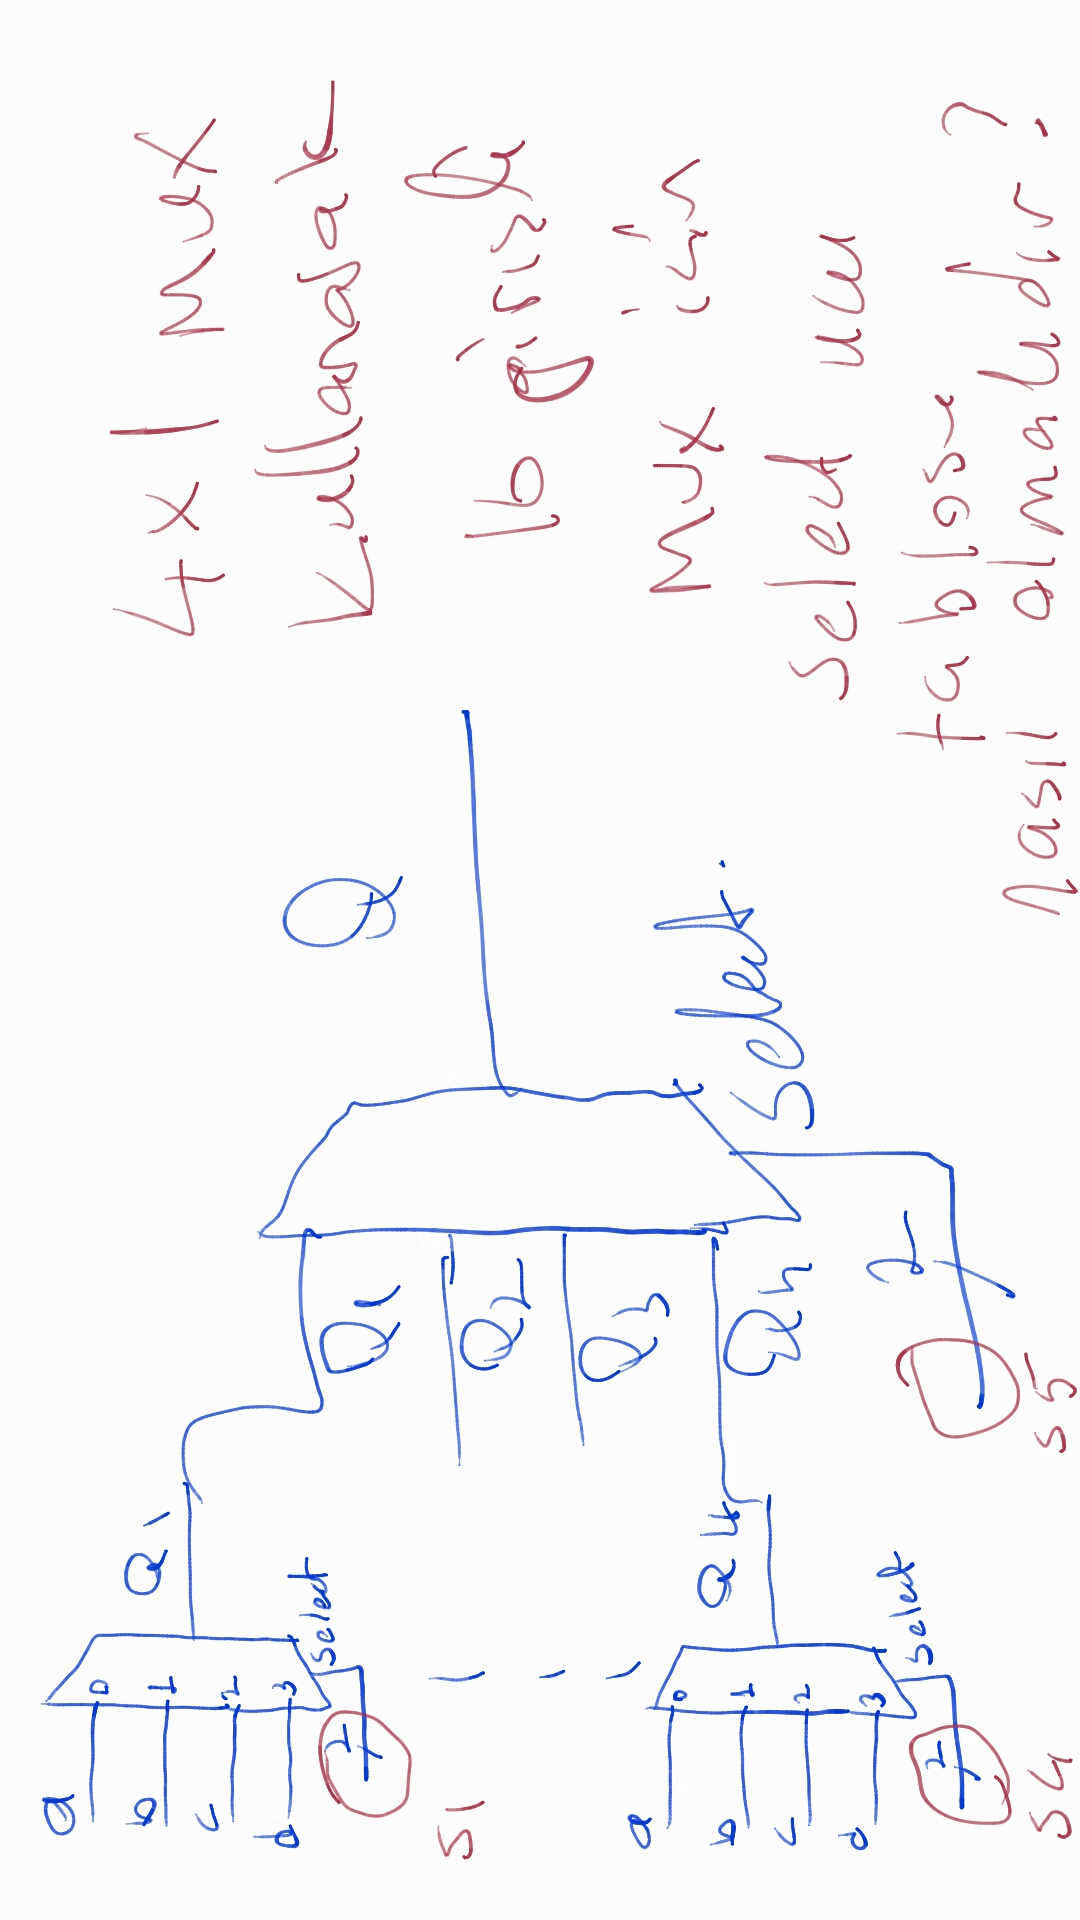 a
0
b
1
c
2
d
3
Q1
select
2
S1
Q1
Q2
Q3
Q4
Q
a
0
b
1
c
2
d
3
Q4
select
2
S4
select.
2
S5
4x1 Mux
kullanarak
16 girişli
Mux için
select ucu
tablosu
nasıl olmalıdır?